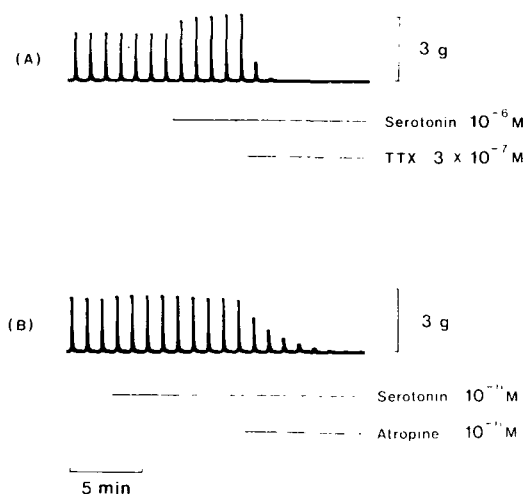 (A)
3 g
Serotonin 10⁻⁶ M
TTX 3 × 10⁻⁷ M
(B)
3 g
Serotonin
Atropine
5 min